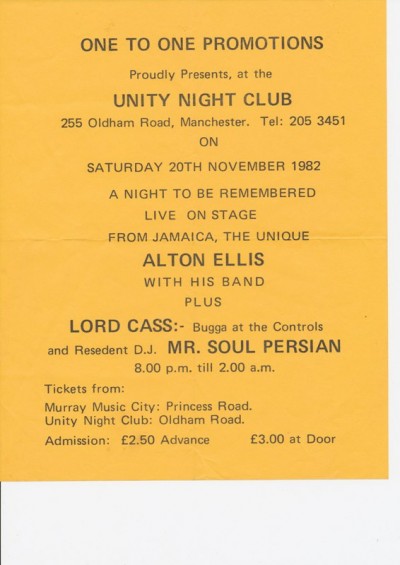 ONE TO ONE PROMOTIONS
Proudly Presents, at the
UNITY NIGHT CLUB
255 Oldham Road, Manchester. Tel: 205 3451
ON
SATURDAY 20TH NOVEMBER 1982
A NIGHT TO BE REMEMBERED
LIVE ON STAGE
FROM JAMAICA, THE UNIQUE
ALTON ELLIS
WITH HIS BAND
PLUS
LORD CASS:- Bugga at the Controls
and Resedent D.J. MR. SOUL PERSIAN
8.00 p.m. till 2.00 a.m.
Tickets from:
Murray Music City: Princess Road.
Unity Night Club: Oldham Road.
Admission: £2.50 Advance £3.00 at Door